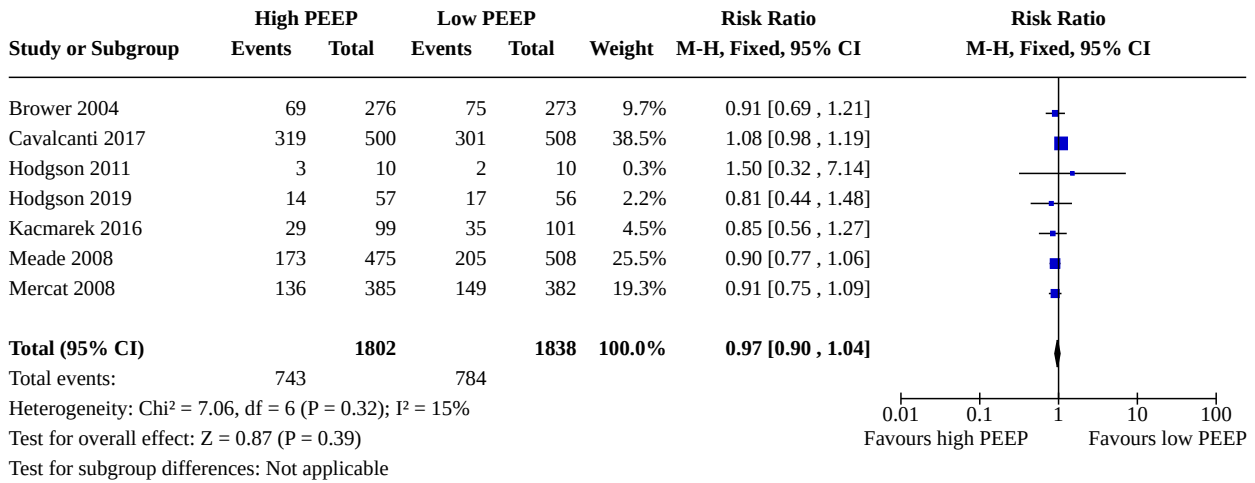 High PEEP Low PEEP Risk Ratio Risk Ratio
Study or Subgroup Events Total Events Total Weight M-H, Fixed, 95% CI M-H, Fixed, 95% CI
Brower 2004 69 276 75 273 9.7% 0.91 [0.69 , 1.21]
Cavalcanti 2017 319 500 301 508 38.5% 1.08 [0.98 , 1.19]
Hodgson 2011 3 10 2 10 0.3% 1.50 [0.32 , 7.14]
Hodgson 2019 14 57 17 56 2.2% 0.81 [0.44 , 1.48]
Kacmarek 2016 29 99 35 101 4.5% 0.85 [0.56 , 1.27]
Meade 2008 173 475 205 508 25.5% 0.90 [0.77 , 1.06]
Mercat 2008 136 385 149 382 19.3% 0.91 [0.75 , 1.09]
Total (95% CI) 1802 1838 100.0% 0.97 [0.90 , 1.04]
Total events: 743 784
Heterogeneity: Chi² = 7.06, df = 6 (P = 0.32); I² = 15%
0.01 0.1 1 10 100
Test for overall effect: Z = 0.87 (P = 0.39) Favours high PEEP Favours low PEEP
Test for subgroup differences: Not applicable